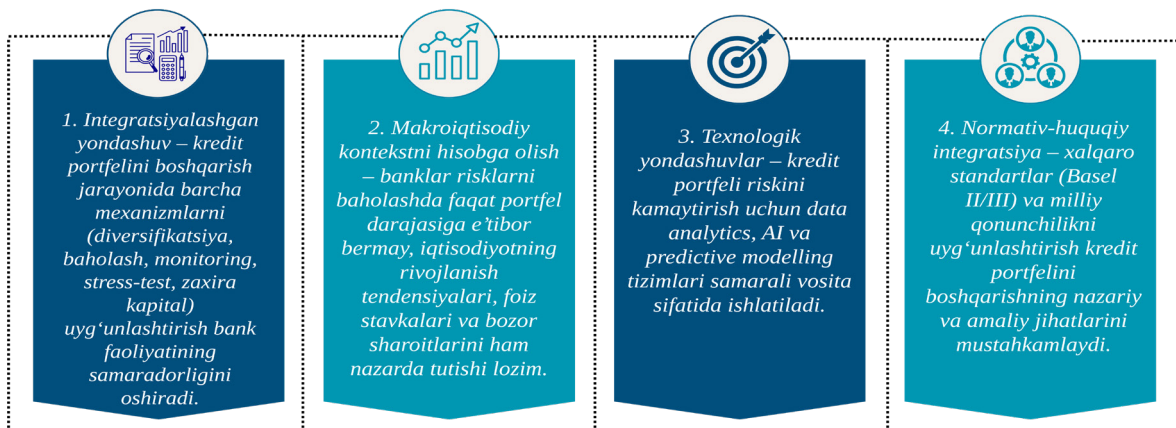 1. Integratsiyalashgan
yondashuv – kredit
portfelini boshqarish
jarayonida barcha
mexanizmlarni
(diversifikatsiya,
baholash, monitoring,
stress-test, zaxira
kapital)
uyg‘unlashtirish bank
faoliyatining
samaradorligini
oshiradi.
2. Makroiqtisodiy
kontekstni hisobga olish
– banklar risklarni
baholashda faqat portfel
darajasiga e’tibor
bermay, iqtisodiyotning
rivojlanish
tendensiyalari, foiz
stavkalari va bozor
sharoitlarini ham
nazarda tutishi lozim.
3. Texnologik
yondashuvlar – kredit
portfeli riskini
kamaytirish uchun data
analytics, AI va
predictive modelling
tizimlari samarali vosita
sifatida ishlatiladi.
4. Normativ-huquqiy
integratsiya – xalqaro
standartlar (Basel
II/III) va milliy
qonunchilikni
uyg‘unlashtirish kredit
portfelini
boshqarishning nazariy
va amaliy jihatlarini
mustahkamlaydi.